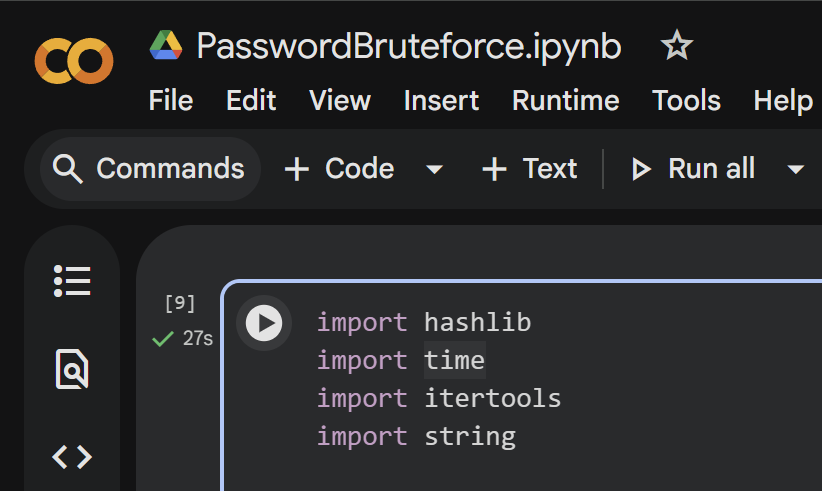 PasswordBruteforce.ipynb
File Edit View Insert Runtime Tools Help
Commands + Code + Text Run all
[9]
27s
import hashlib
import time
import itertools
import string